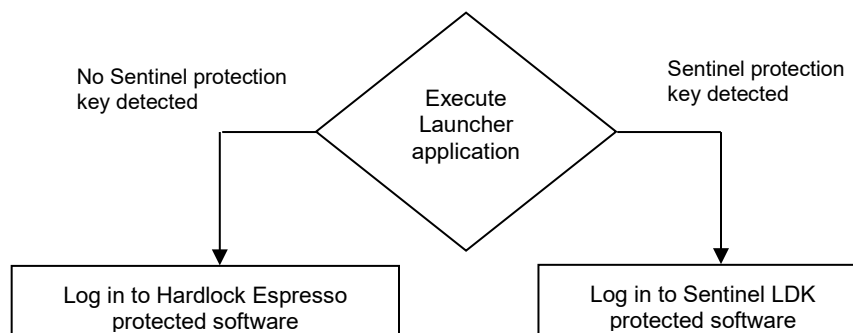 No Sentinel protection
key detected
Execute
Launcher
application
Sentinel protection
key detected
Log in to Hardlock Espresso
protected software
Log in to Sentinel LDK
protected software